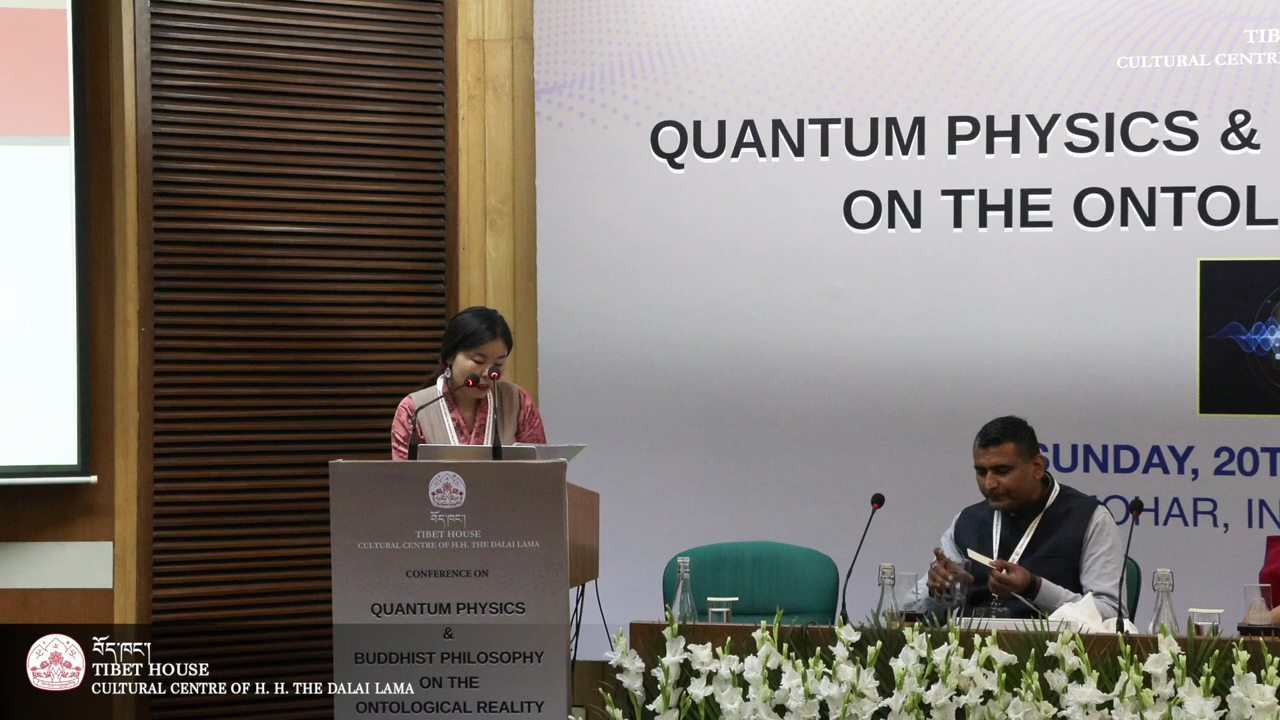 TIB
CULTURAL CENTR
QUANTUM PHYSICS &
ON THE ONTOL
SUNDAY, 20T
OHAR, IN
བོད་ཁང་།
TIBET HOUSE
CULTURAL CENTRE OF H.H. THE DALAI LAMA
CONFERENCE ON
QUANTUM PHYSICS
&
BUDDHIST PHILOSOPHY
ON THE
ONTOLOGICAL REALITY
བོད་ཁང་།
TIBET HOUSE
CULTURAL CENTRE OF H. H. THE DALAI LAMA